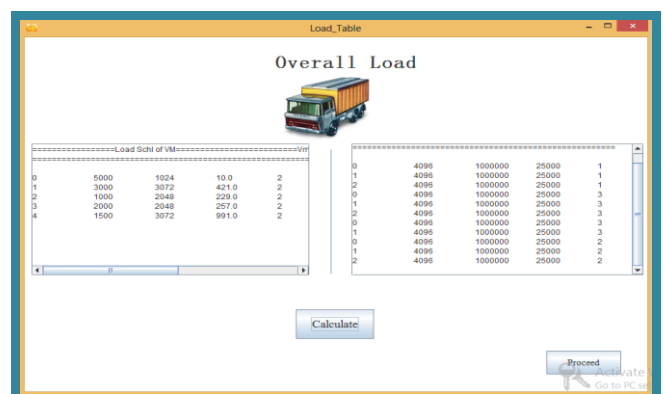 Load_Table
Overall Load
=================Load Schl of VM========================Vm
0 5000 1024 10.0 2
1 3000 3072 421.0 2
2 1000 2048 229.0 2
3 2000 2048 257.0 2
4 1500 3072 991.0 2
0 4096 1000000 25000 1
1 4096 1000000 25000 1
2 4096 1000000 25000 1
0 4096 1000000 25000 3
1 4096 1000000 25000 3
2 4096 1000000 25000 3
0 4096 1000000 25000 3
1 4096 1000000 25000 3
0 4096 1000000 25000 2
1 4096 1000000 25000 2
2 4096 1000000 25000 2
Calculate
Proceed
Activate
Go to PC se